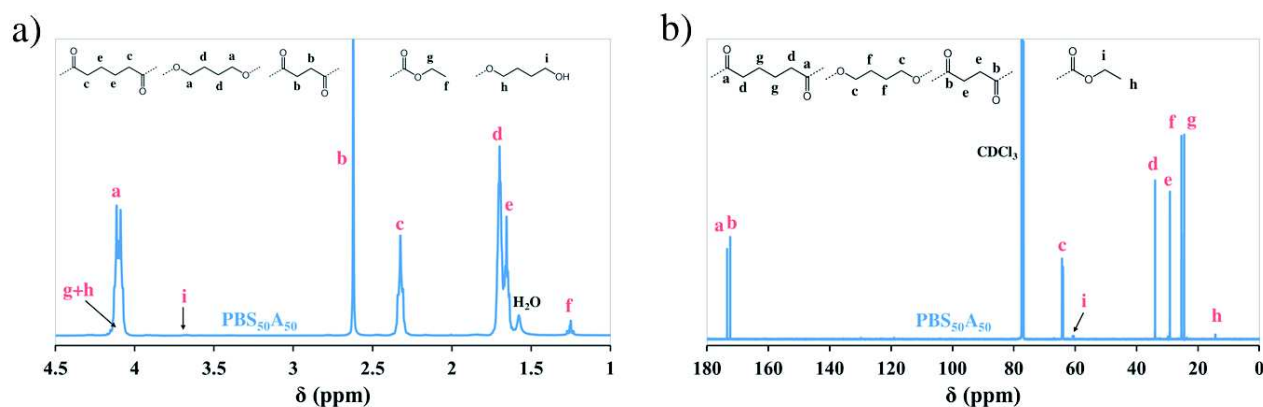 a)
O e c d a b i
O O O g O OH
c e O a d b O f h
b
d
a
e
c
g+h
i
H₂O
f
PBS₅₀A₅₀
4.5 4 3.5 3 2.5 2 1.5 1
δ (ppm)
b)
O g d f c O e b O i
O O O
a d g O c f b e O O h
CDCl₃
f g
d
e
a b
c
i
h
PBS₅₀A₅₀
180 160 140 120 100 80 60 40 20 0
δ (ppm)